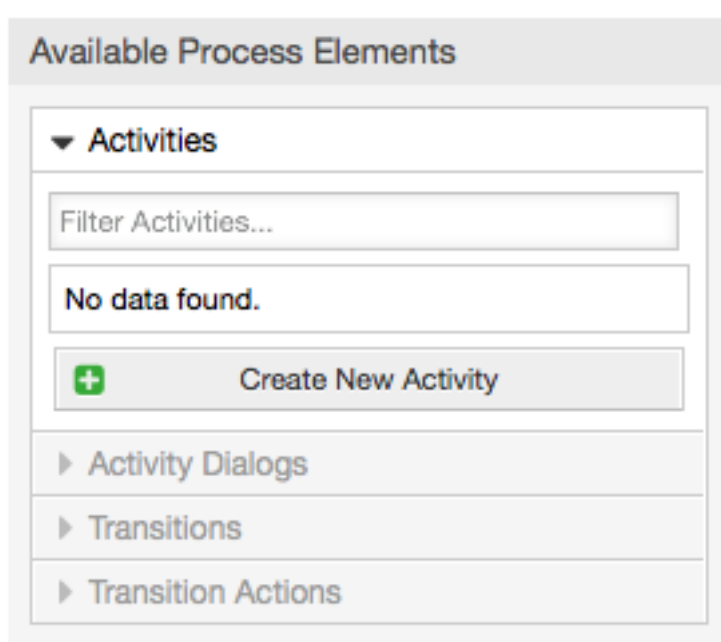 Available Process Elements
Activities
Filter Activities...
No data found.
Create New Activity
Activity Dialogs
Transitions
Transition Actions